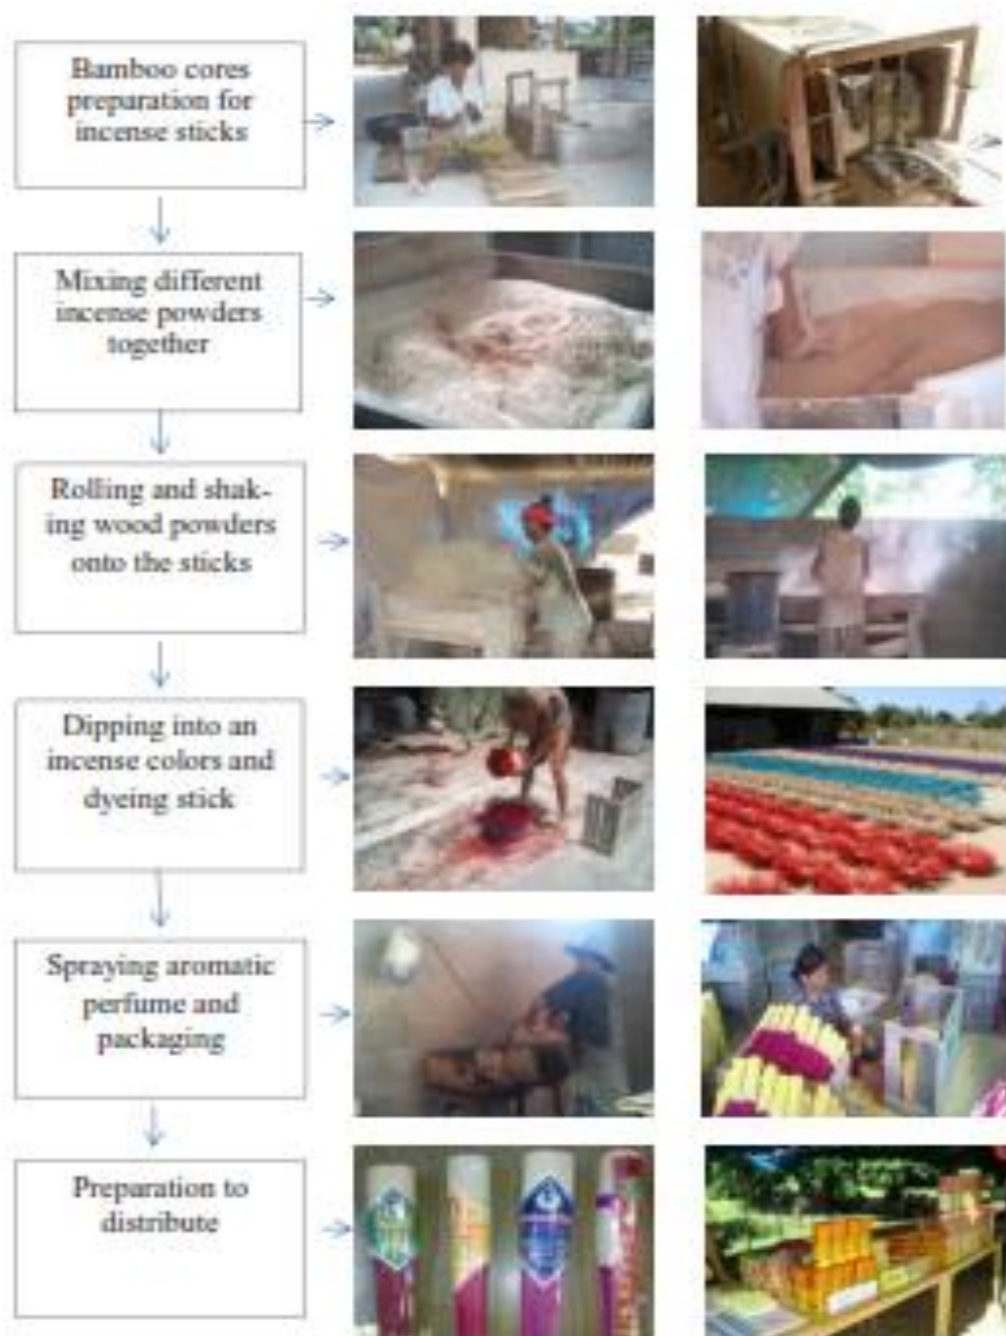 Bamboo cores
preparation for
incense sticks
Mixing different
incense powders
together
Rolling and shak-
ing wood powders
onto the sticks
Dipping into an
incense colors and
dyeing stick
Spraying aromatic
perfume and
packaging
Preparation to
distribute